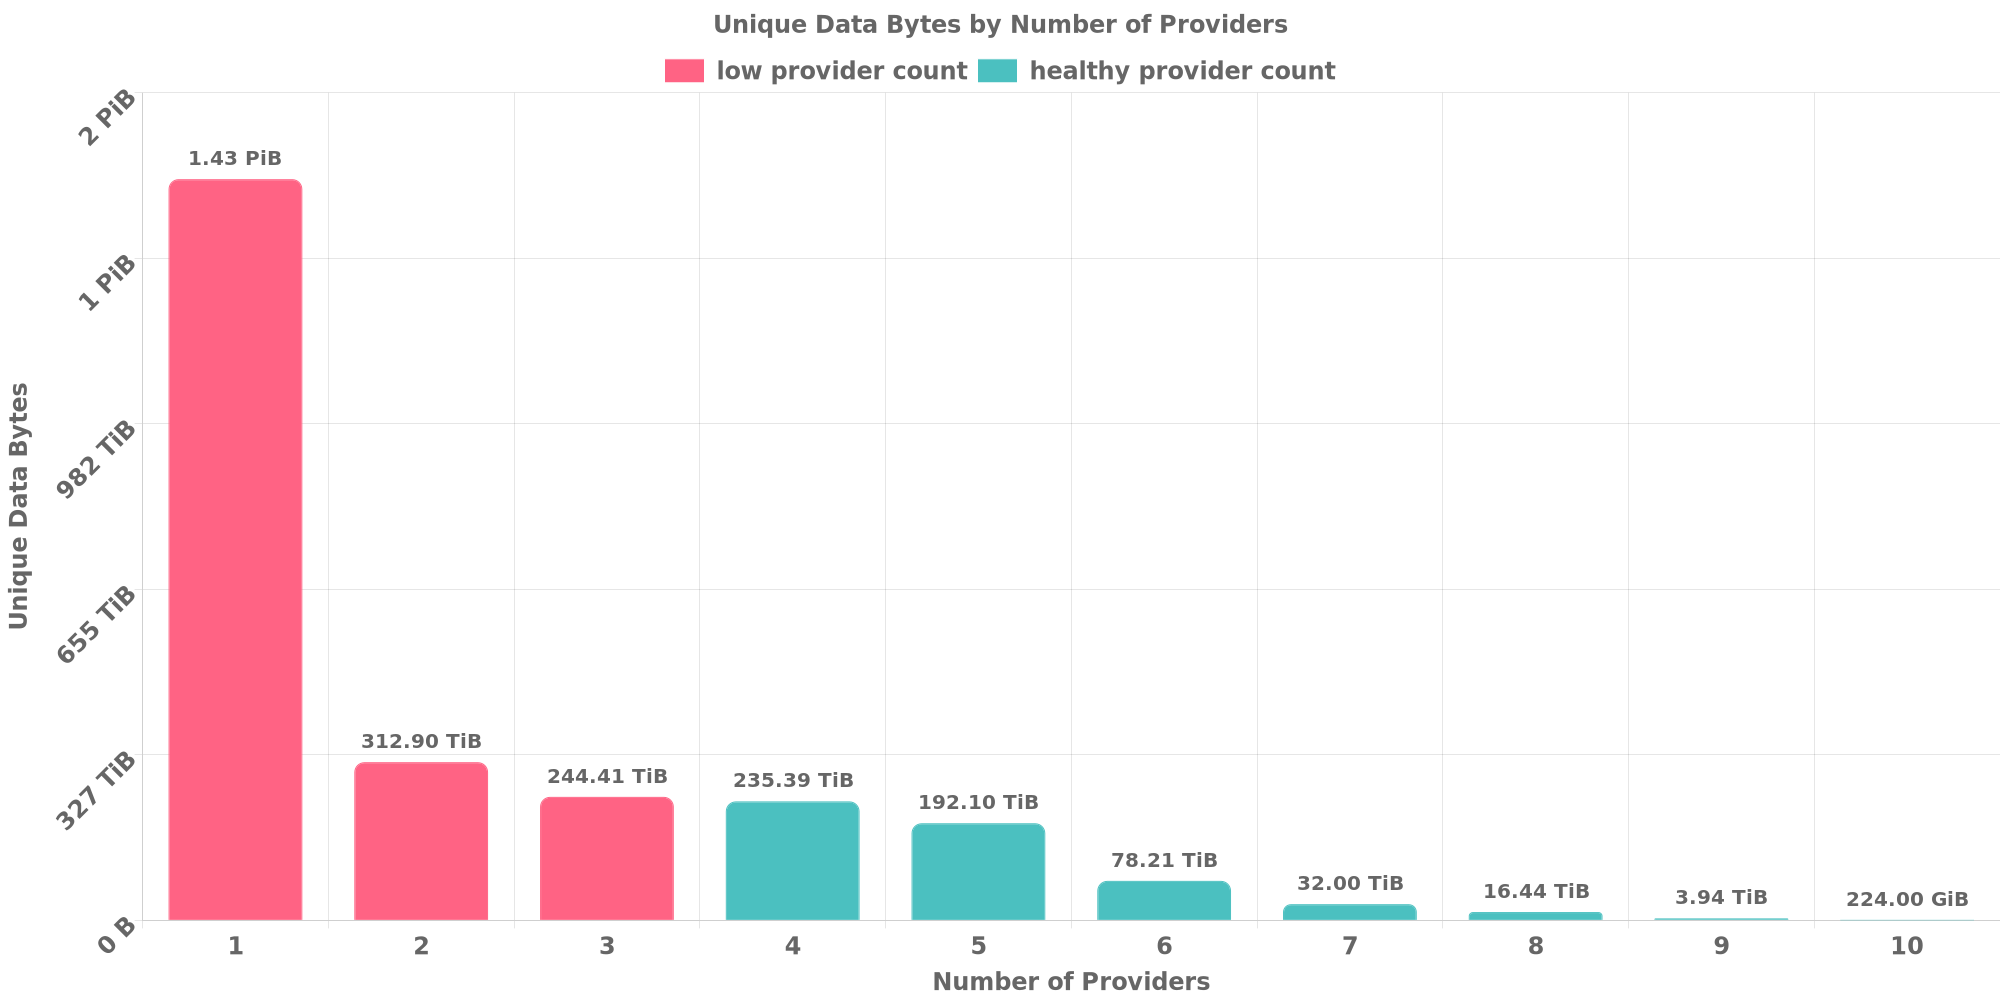 Unique Data Bytes by Number of Providers
low provider count healthy provider count
2 PiB
1 PiB
982 TiB
655 TiB
327 TiB
0 B
Unique Data Bytes
1.43 PiB
312.90 TiB
244.41 TiB
235.39 TiB
192.10 TiB
78.21 TiB
32.00 TiB
16.44 TiB
3.94 TiB
224.00 GiB
1 2 3 4 5 6 7 8 9 10
Number of Providers